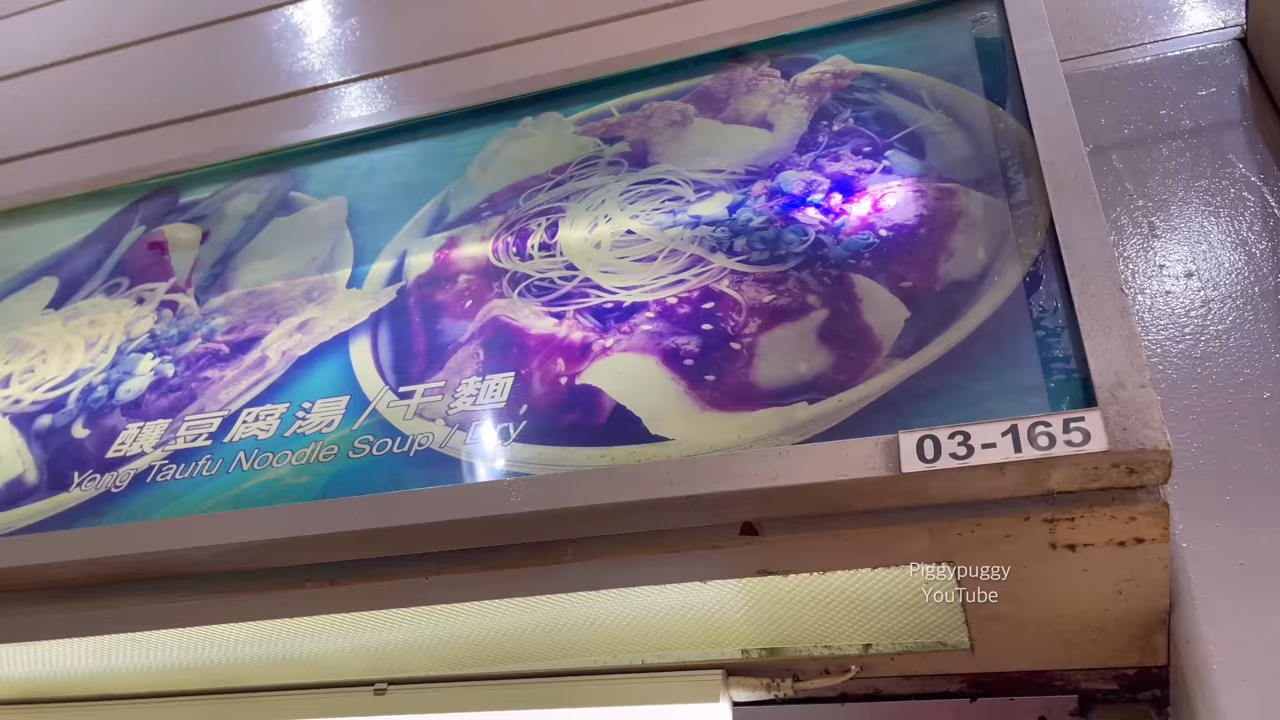 釀豆腐湯/干麵
Yong Taufu Noodle Soup / Dry
03-165
Piggypuggy
YouTube